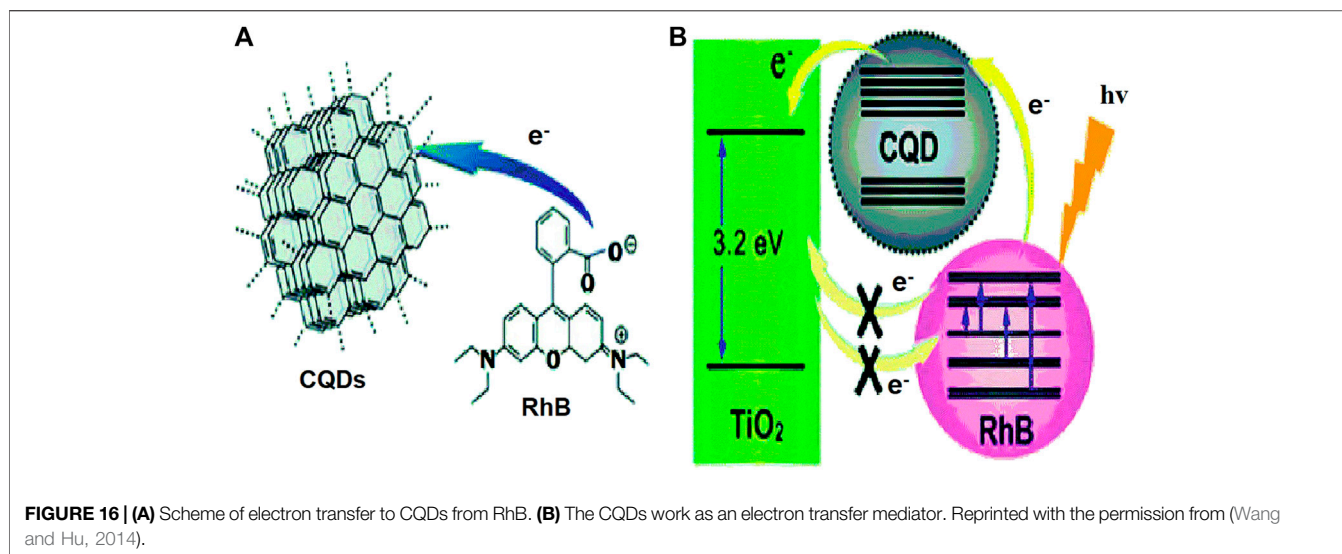 A
e-
CQDs
O
⊖
O
N
O
N
⊕
RhB
B
e-
CQD
e-
hv
3.2 eV
e-
X
X
e-
TiO₂
RhB
FIGURE 16 | (A) Scheme of electron transfer to CQDs from RhB. (B) The CQDs work as an electron transfer mediator. Reprinted with the permission from (Wang
and Hu, 2014).